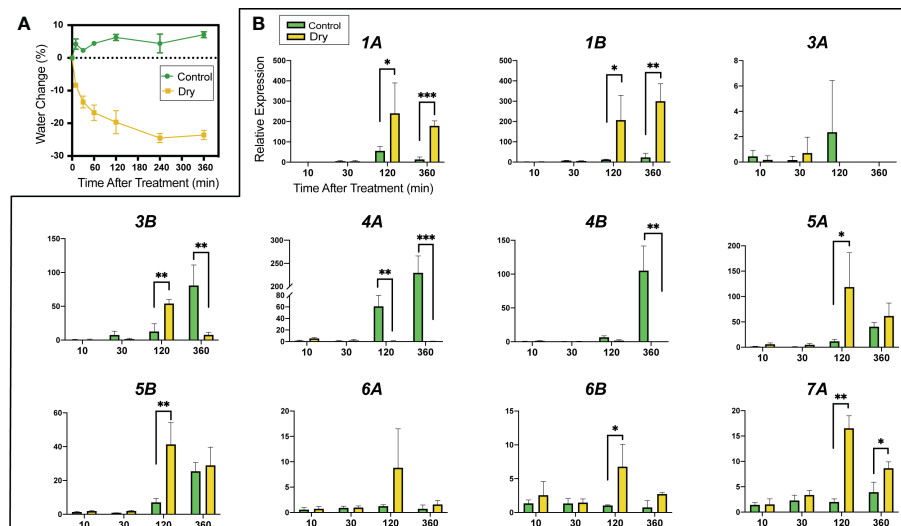 A
Water Change (%)
10
0
-10
-20
-30
Control
Dry
0 60 120 180 240 300 360
Time After Treatment (min)
B
Control
Dry
Relative Expression
1A
500
400
300
200
100
0
* ***
10 30 120 360
Time After Treatment (min)
1B
500
400
300
200
100
0
* **
10 30 120 360
3A
8
6
4
2
0
10 30 120 360
3B
150
100
50
0
** **
10 30 120 360
4A
300
250
200
150
100
80
60
40
20
0
** ***
10 30 120 360
4B
200
150
100
50
0
**
10 30 120 360
5A
200
150
100
50
0
*
10 30 120 360
5B
60
40
20
0
**
10 30 120 360
6A
20
15
10
5
0
10 30 120 360
6B
15
10
5
0
*
10 30 120 360
7A
25
20
15
10
5
0
** *
10 30 120 360